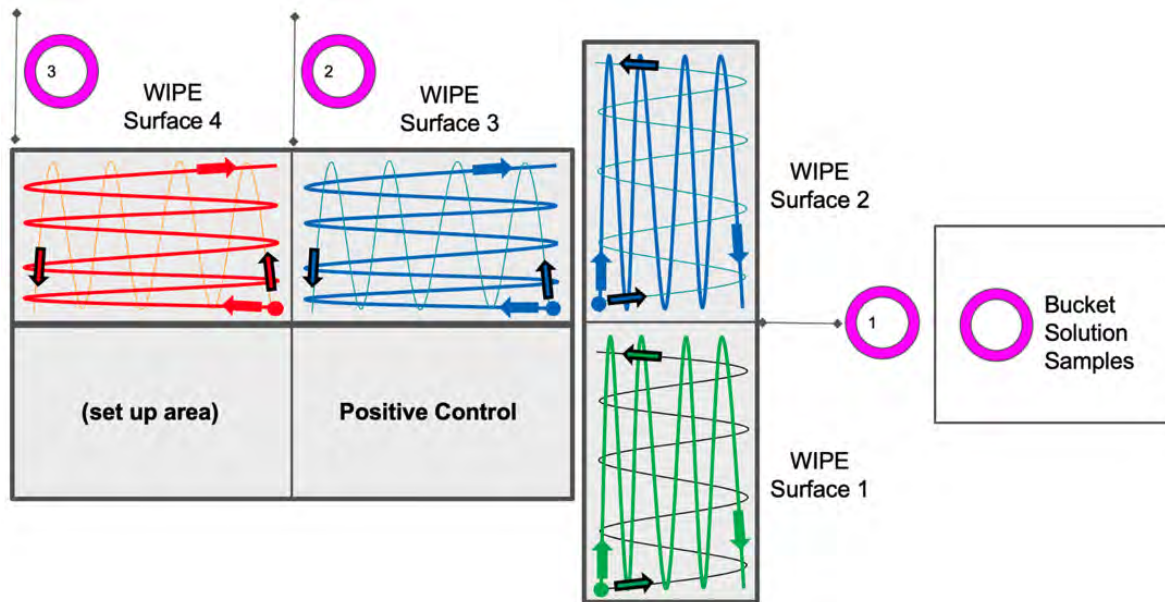 3
WIPE
Surface 4
2
WIPE
Surface 3
WIPE
Surface 2
1
Bucket
Solution
Samples
(set up area)
Positive Control
WIPE
Surface 1